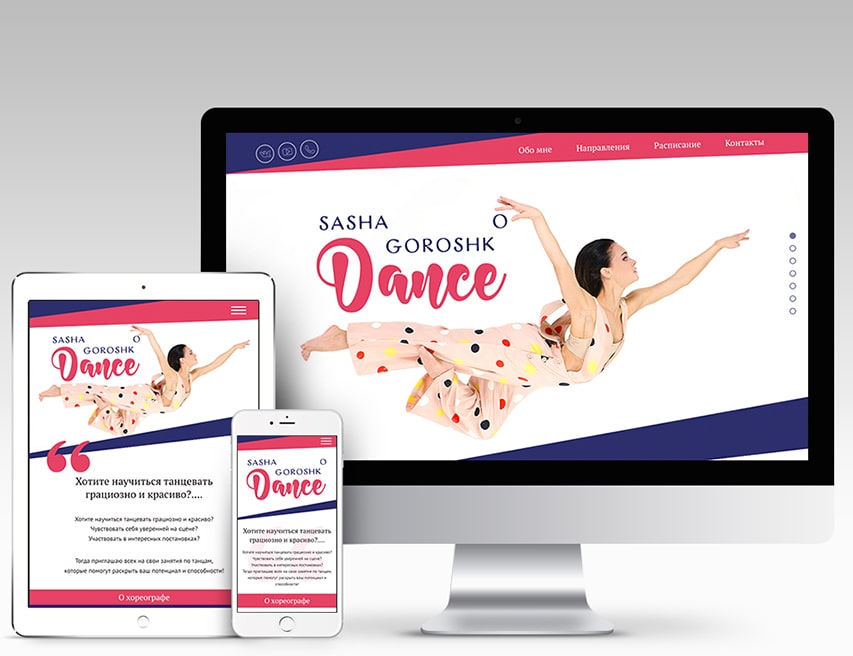 Обо мне Направления Расписание Контакты
SASHA O
GOROSHK
Dance
SASHA O
GOROSHK
Dance
Хотите научиться танцевать
грациозно и красиво?....
Хотите научиться танцевать грациозно и красиво?
Чувствовать себя уверенней на сцене?
Участвовать в интересных постановках?
Тогда приглашаю всех на свои занятия по танцам,
которые помогут раскрыть ваш потенциал и способности!
О хореографе
SASHA O
GOROSHK
Dance
Хотите научиться танцевать
грациозно и красиво?....
Хотите научиться танцевать грациозно и красиво?
Чувствовать себя уверенней на сцене?
Участвовать в интересных постановках?
Тогда приглашаю всех на свои занятия по танцам,
которые помогут раскрыть ваш потенциал и
способности!
О хореографе